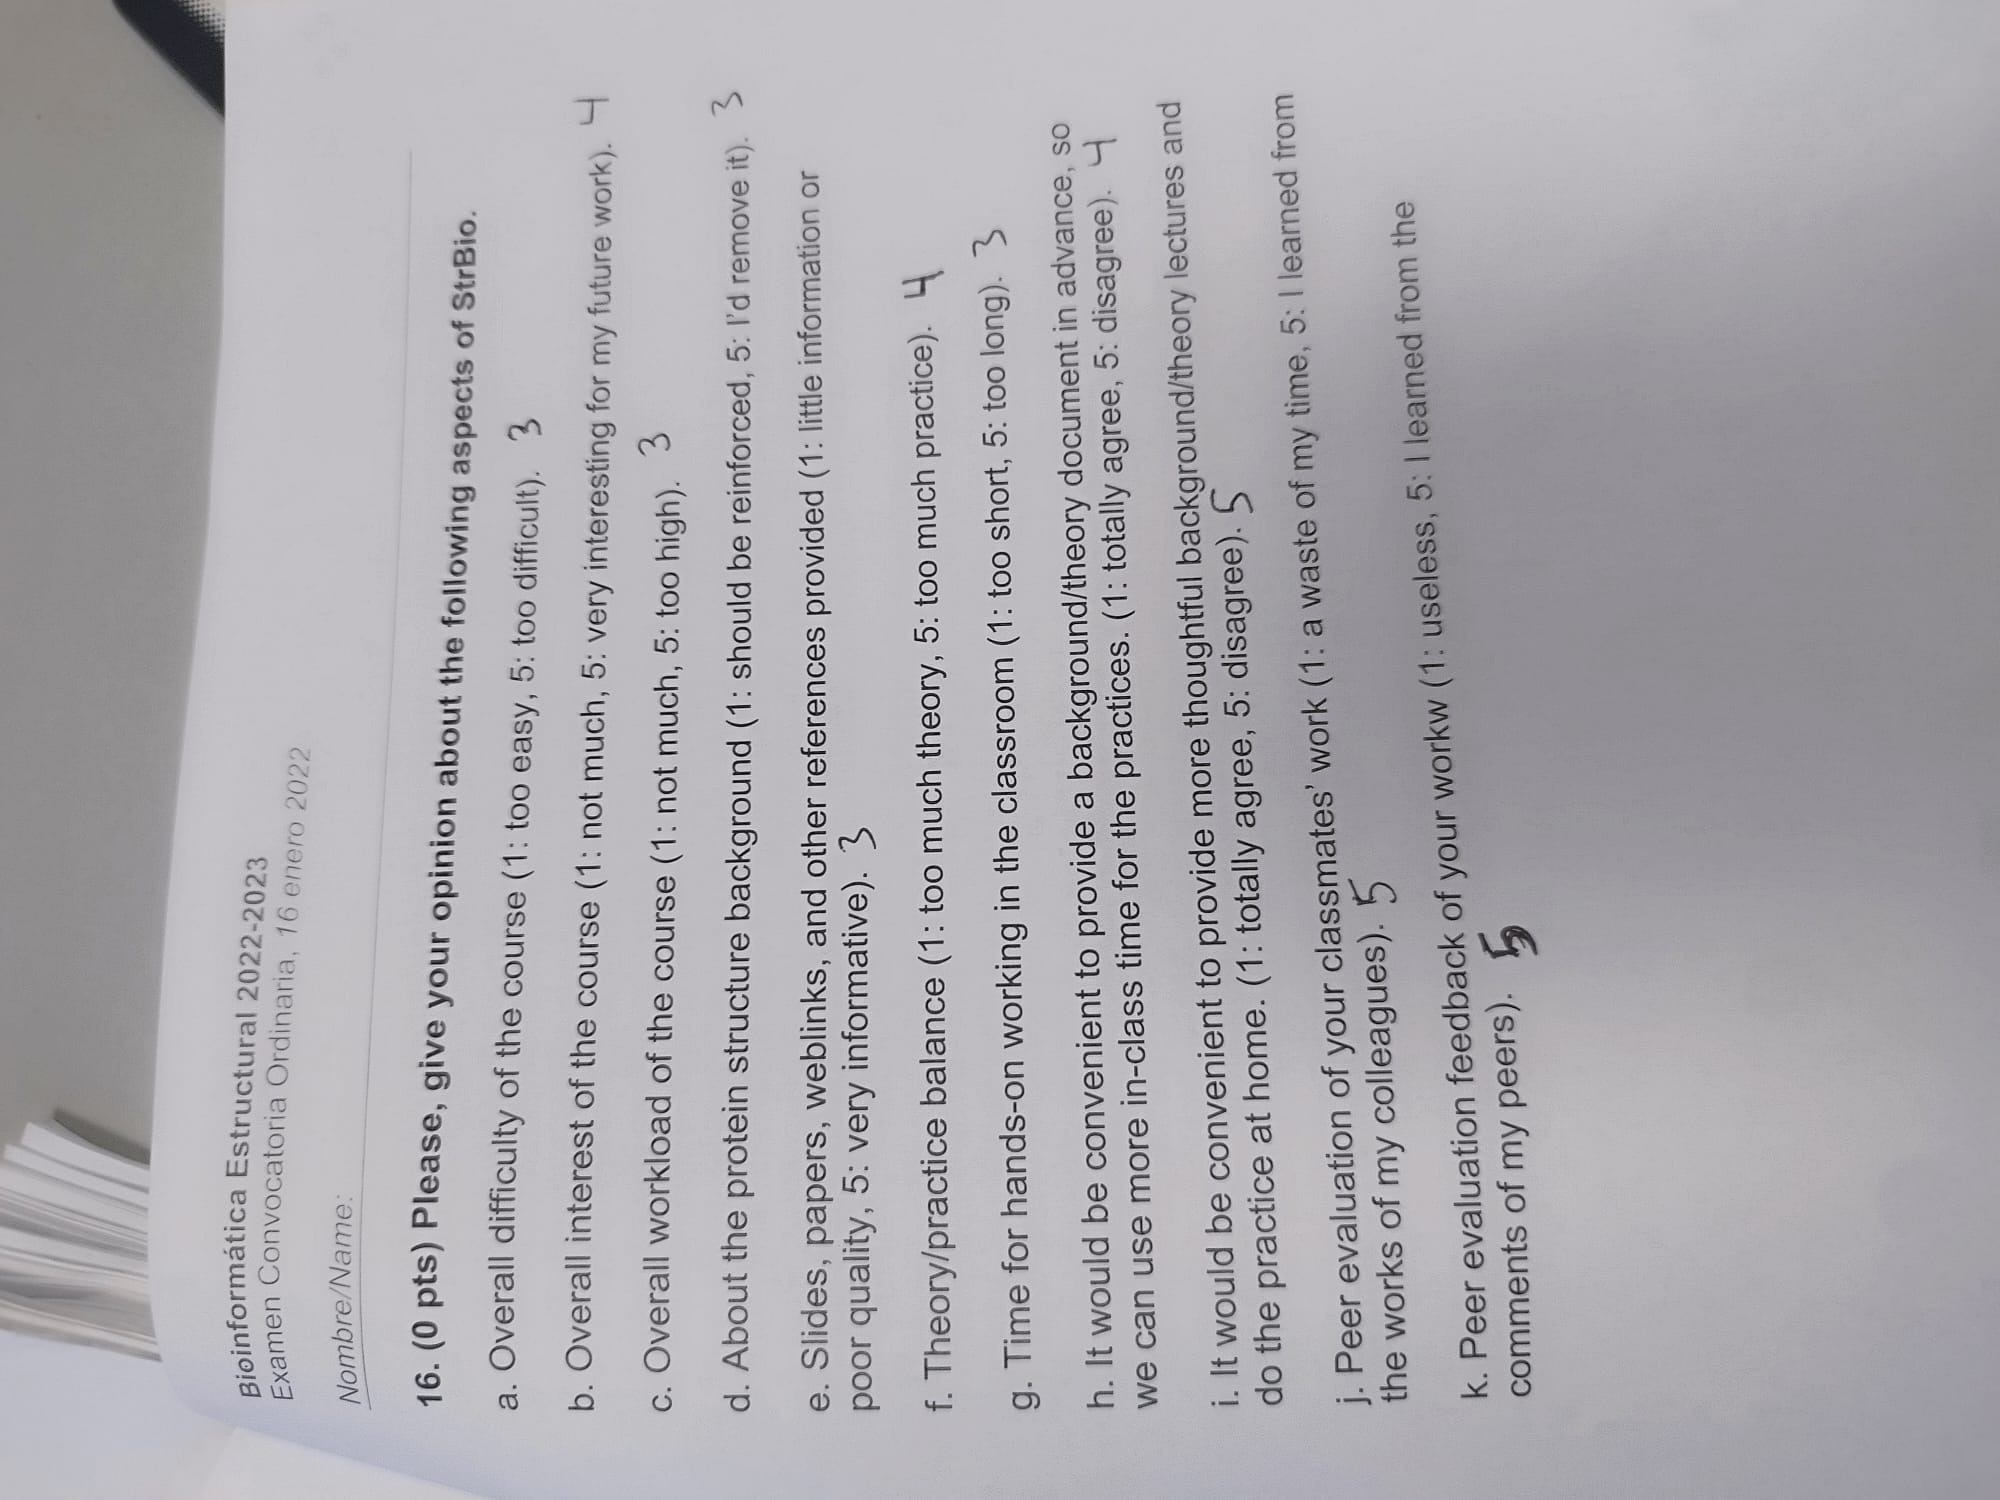 Bioinformática Estructural 2022-2023
Examen Convocatoria Ordinaria, 16 enero 2022
Nombre/Name:
16. (0 pts) Please, give your opinion about the following aspects of StrBio.
a. Overall difficulty of the course (1: too easy, 5: too difficult). 3
b. Overall interest of the course (1: not much, 5: very interesting for my future work). 4
c. Overall workload of the course (1: not much, 5: too high). 3
d. About the protein structure background (1: should be reinforced, 5: I'd remove it). 3
e. Slides, papers, weblinks, and other references provided (1: little information or
poor quality, 5: very informative). 3
f. Theory/practice balance (1: too much theory, 5: too much practice). 4
g. Time for hands-on working in the classroom (1: too short, 5: too long). 3
h. It would be convenient to provide a background/theory document in advance, so
we can use more in-class time for the practices. (1: totally agree, 5: disagree). 4
i. It would be convenient to provide more thoughtful background/theory lectures and
do the practice at home. (1: totally agree, 5: disagree). 5
j. Peer evaluation of your classmates' work (1: a waste of my time, 5: I learned from
the works of my colleagues). 5
k. Peer evaluation feedback of your workw (1: useless, 5: I learned from the
comments of my peers). 5